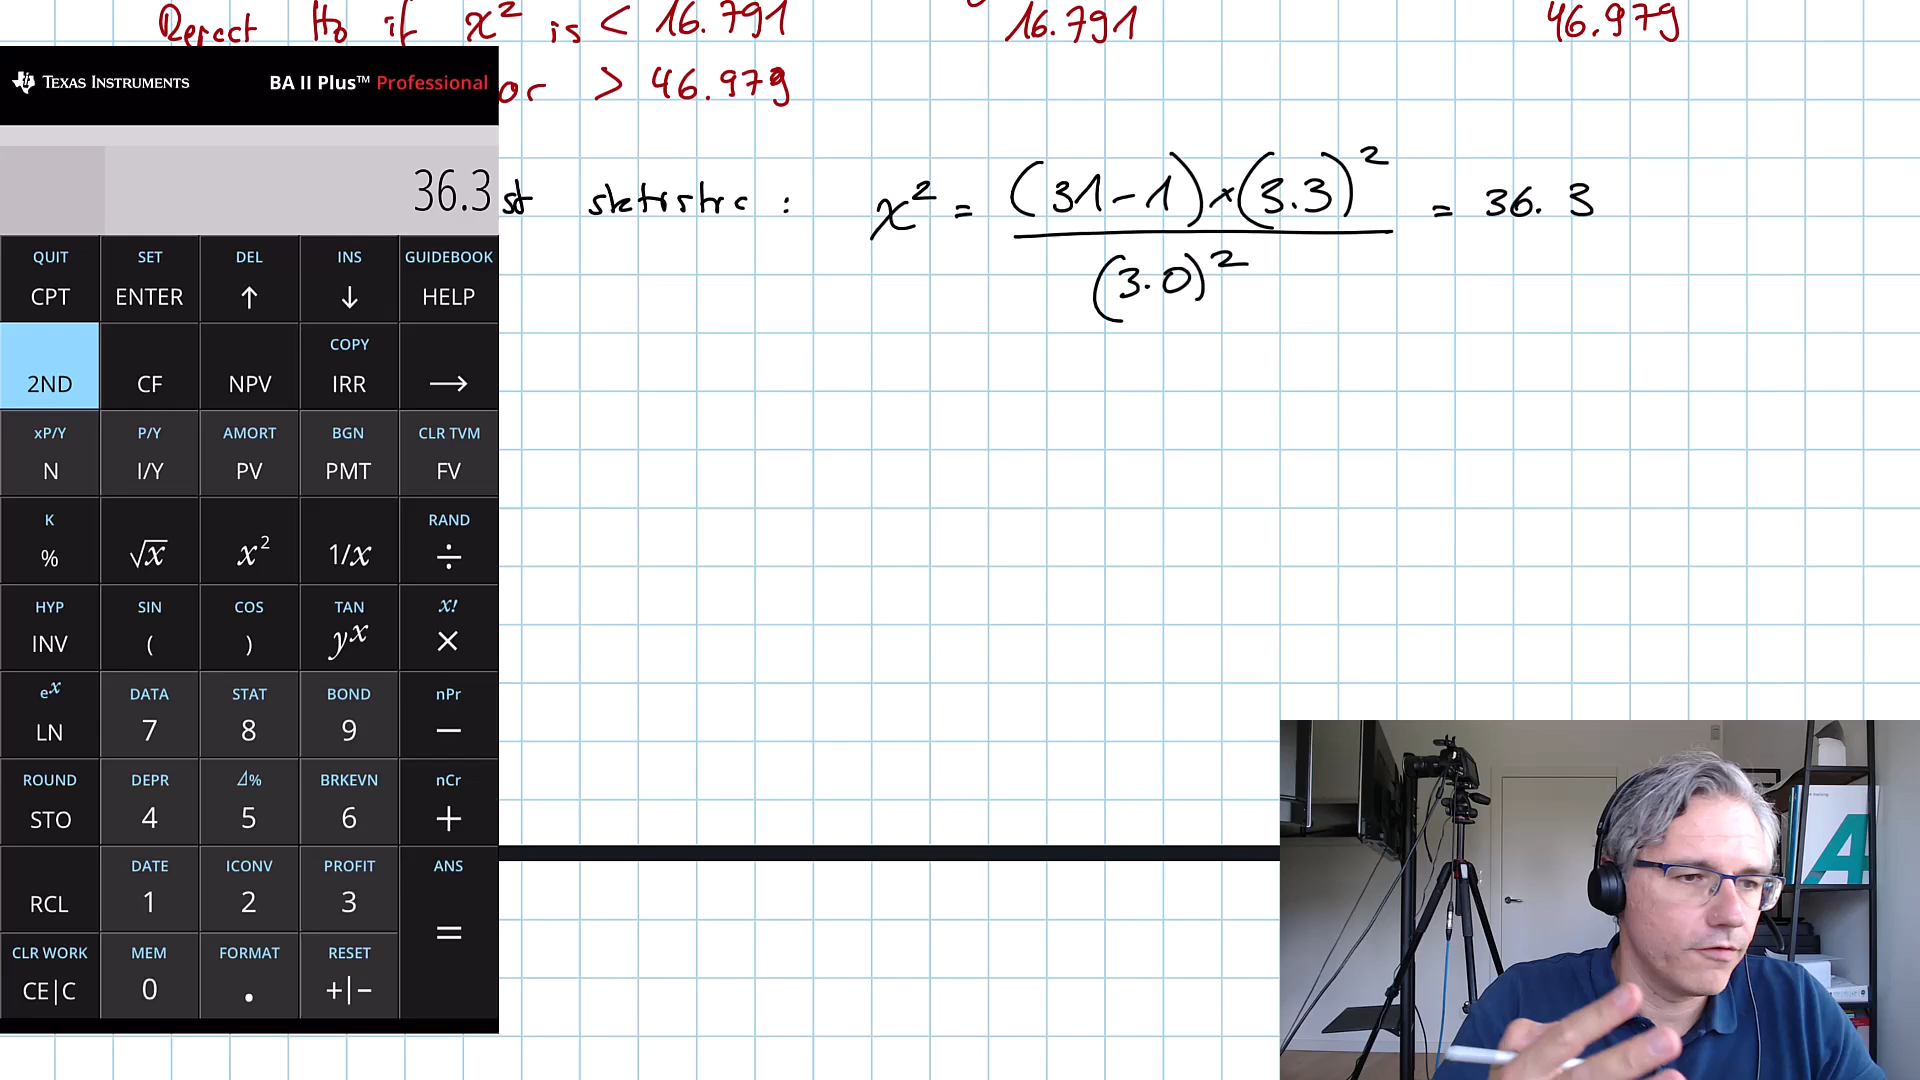 Reject H0 if x² is < 16.791
16.791
46.979
or > 46.979
TEXAS INSTRUMENTS
BA II Plus™ Professional
36.3
st statistic : x² = (31-1)×(3.3)² = 36.3
(3.0)²
QUIT SET DEL INS GUIDEBOOK
CPT ENTER ↑ ↓ HELP
COPY
2ND CF NPV IRR →
xP/Y P/Y AMORT BGN CLR TVM
N I/Y PV PMT FV
K RAND
% √x x² 1/x ÷
HYP SIN COS TAN x!
INV ( ) yˣ ×
eˣ DATA STAT BOND nPr
LN 7 8 9 −
ROUND DEPR Δ% BRKEVN nCr
STO 4 5 6 +
DATE ICONV PROFIT ANS
RCL 1 2 3 =
CLR WORK MEM FORMAT RESET
CE|C 0 . +|−